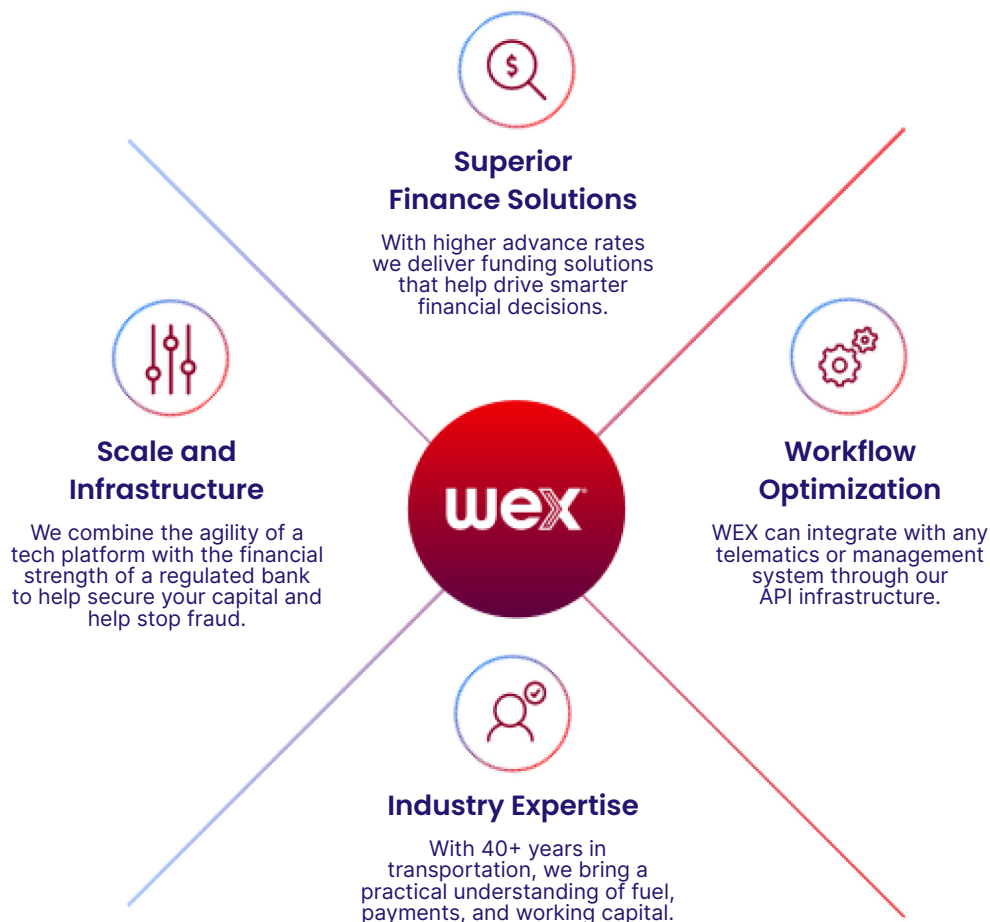 $
Superior
Finance Solutions
With higher advance rates
we deliver funding solutions
that help drive smarter
financial decisions.
Scale and
Infrastructure
We combine the agility of a
tech platform with the financial
strength of a regulated bank
to help secure your capital and
help stop fraud.
wex
Workflow
Optimization
WEX can integrate with any
telematics or management
system through our
API infrastructure.
Industry Expertise
With 40+ years in
transportation, we bring a
practical understanding of fuel,
payments, and working capital.